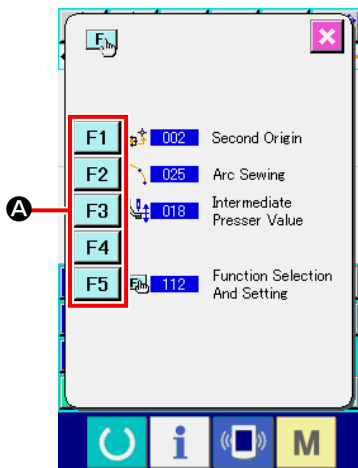 F
F1 002 Second Origin
F2 025 Arc Sewing
A F3 018 Intermediate
Presser Value
F4
F5 F 112 Function Selection
And Setting
i M